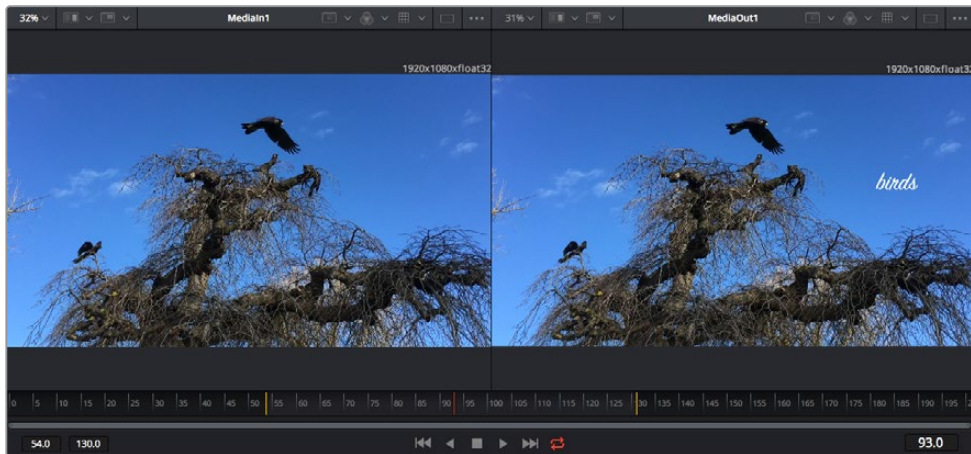 32% MediaIn1 31% MediaOut1
1920x1080xfloat32 1920x1080xfloat32
birds
0 5 10 15 20 25 30 35 40 45 50 55 60 65 70 75 80 85 90 95 100 105 110 115 120 125 130 135 140 145 150 155 160 165 170 175 180 185 190 195
54.0 130.0 93.0